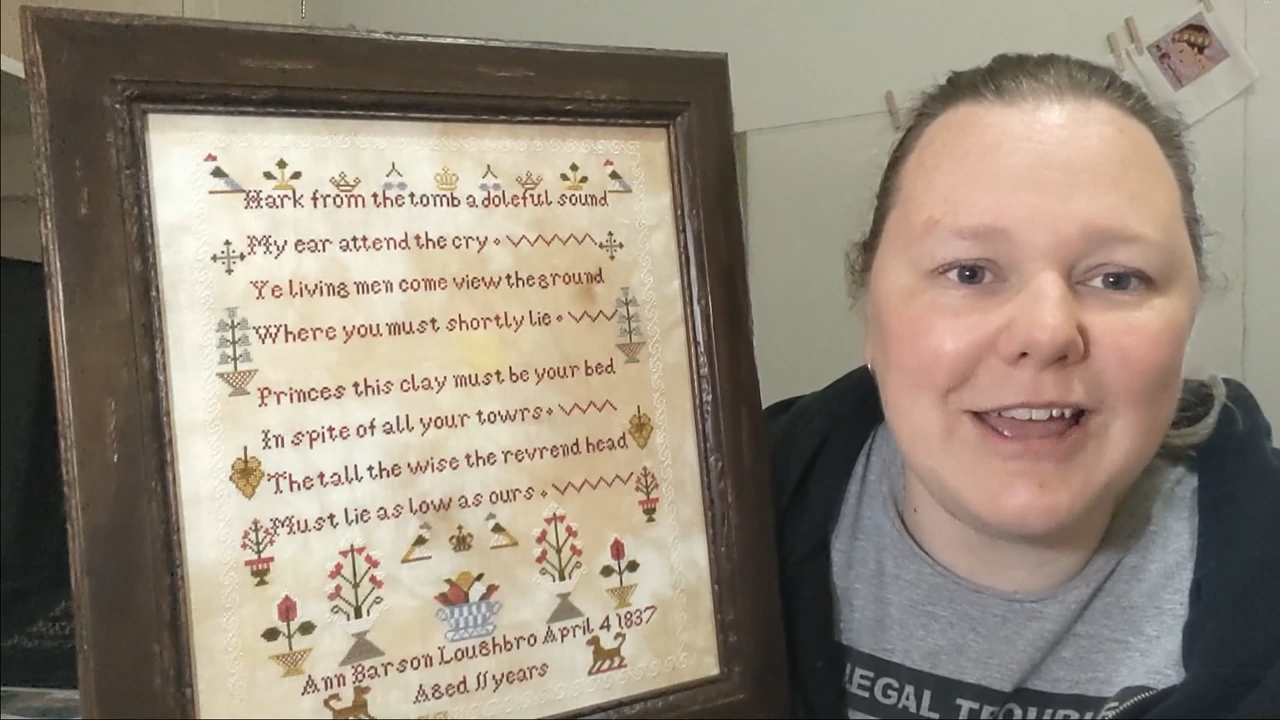 Hark from the tomb a doleful sound
My ear attend the cry
Ye living men come view the ground
Where you must shortly lie
Princes this clay must be your bed
In spite of all your towrs
The tall the wise the revrend head
Must lie as low as ours
Ann Barson Loughbro April 4 1837
Aged 11 years
LEGAL TROUBLE